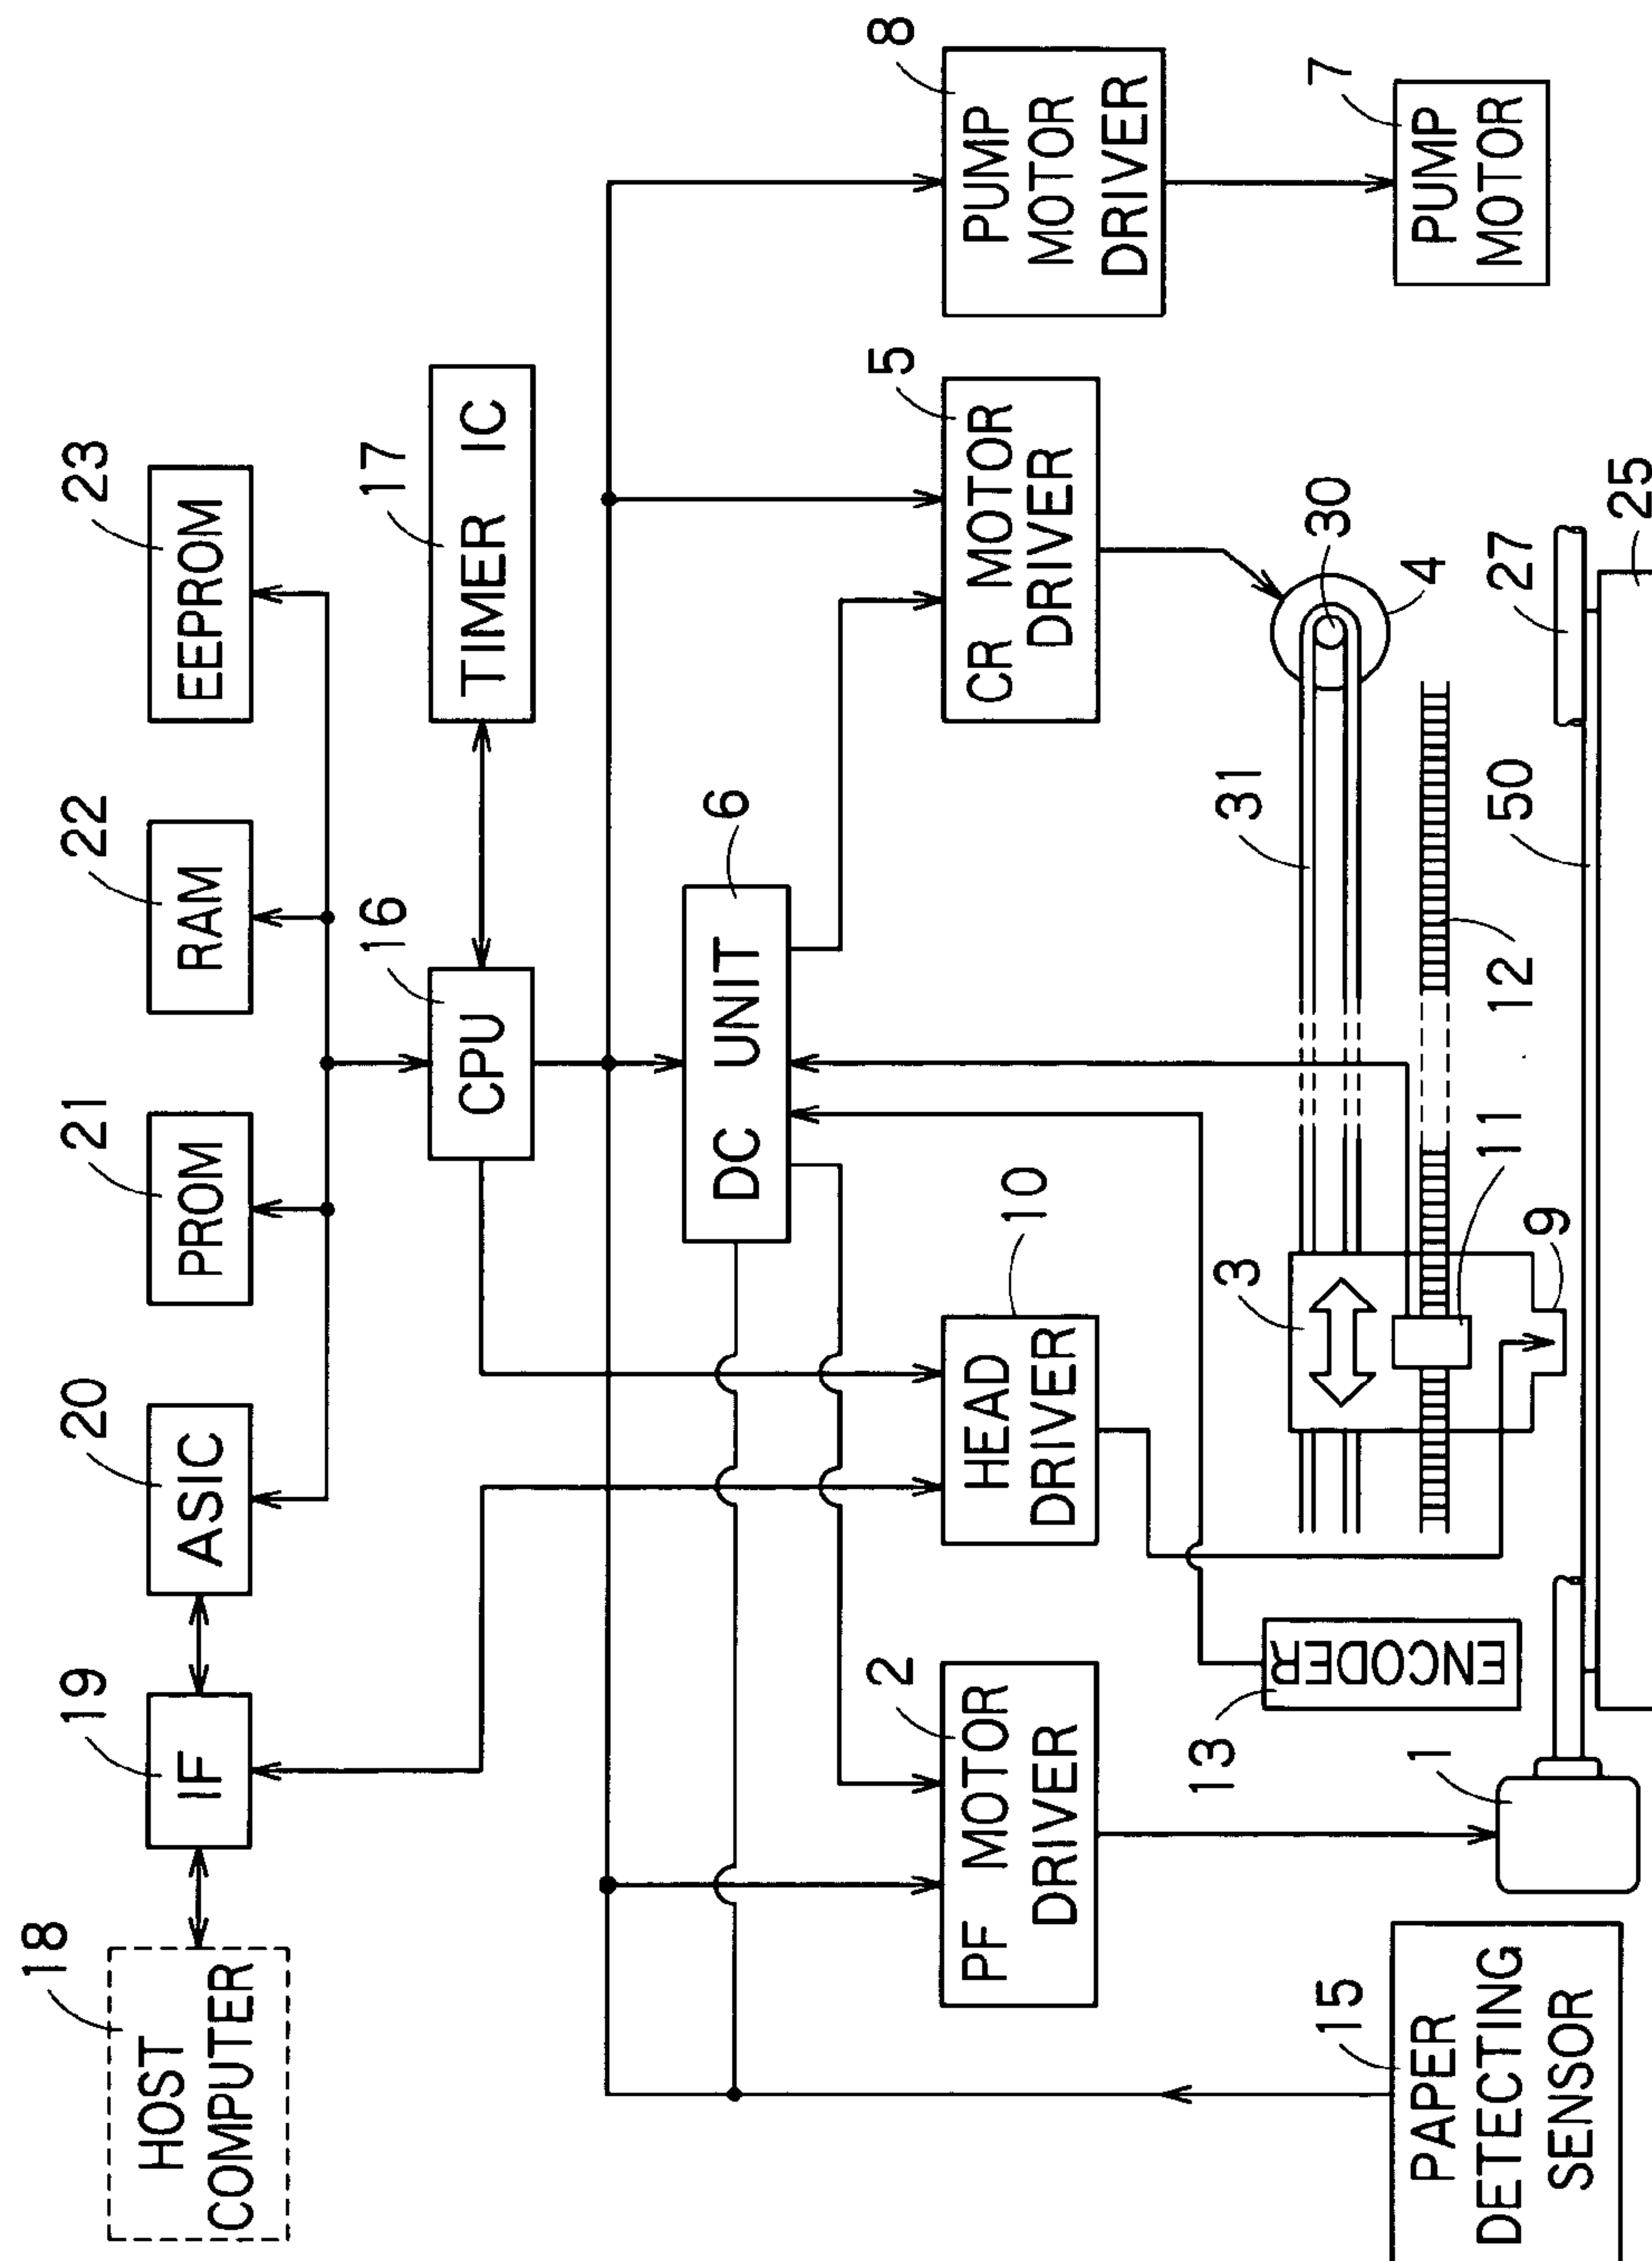 18
HOST
COMPUTER
19
IF
20
ASIC
21
PROM
22
RAM
23
EEPROM
16
CPU
17
TIMER IC
6
DC UNIT
2
PF MOTOR
DRIVER
10
HEAD
DRIVER
5
CR MOTOR
DRIVER
8
PUMP
MOTOR
DRIVER
15
PAPER
DETECTING
SENSOR
13
ENCODER
1
3
9
11
12
31
30
4
50
27
25
7
PUMP
MOTOR